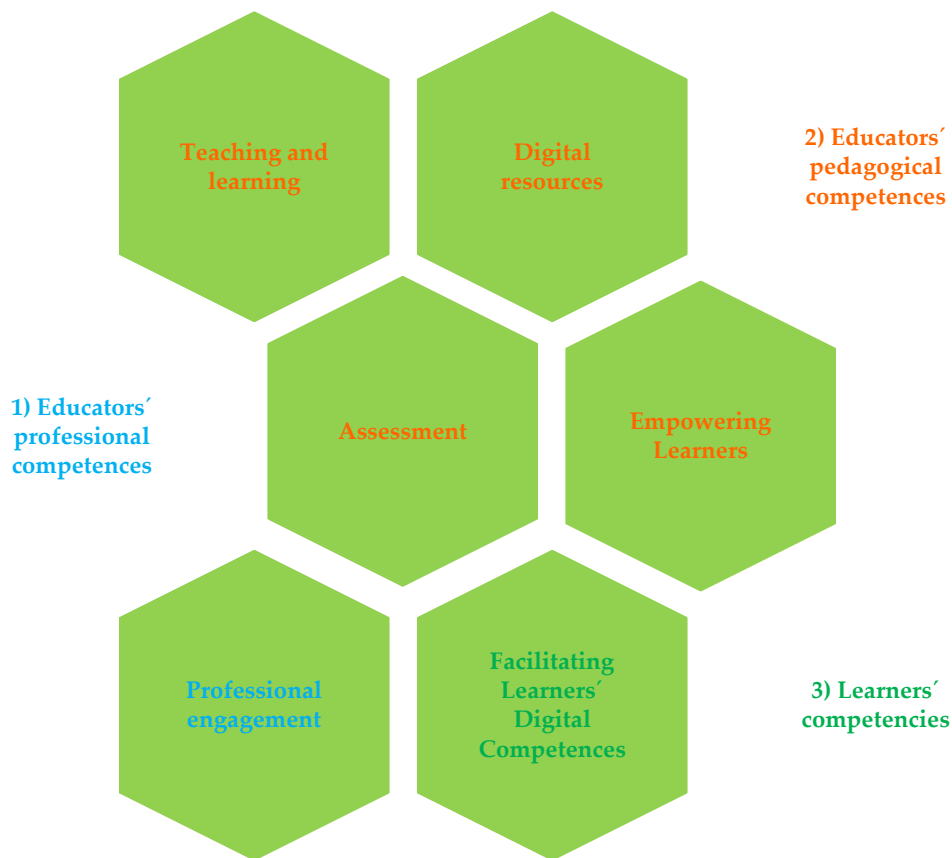 Teaching and
learning
Digital
resources
2) Educators´
pedagogical
competences
1) Educators´
professional
competences
Assessment
Empowering
Learners
Professional
engagement
Facilitating
Learners´
Digital
Competences
3) Learners´
competencies